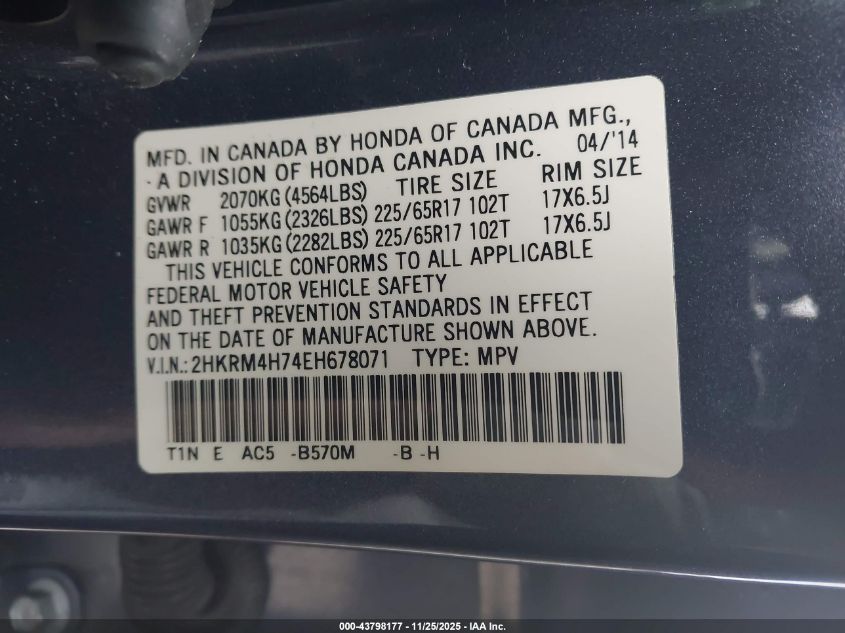 MFD. IN CANADA BY HONDA OF CANADA MFG.,
- A DIVISION OF HONDA CANADA INC. 04/'14
GVWR 2070KG (4564LBS) TIRE SIZE RIM SIZE
GAWR F 1055KG (2326LBS) 225/65R17 102T 17X6.5J
GAWR R 1035KG (2282LBS) 225/65R17 102T 17X6.5J
THIS VEHICLE CONFORMS TO ALL APPLICABLE
FEDERAL MOTOR VEHICLE SAFETY
AND THEFT PREVENTION STANDARDS IN EFFECT
ON THE DATE OF MANUFACTURE SHOWN ABOVE.
V.I.N.: 2HKRM4H74EH678071 TYPE: MPV
T1N E AC5 -B570M -B -H
000-43798177 - 11/25/2025 - IAA Inc.